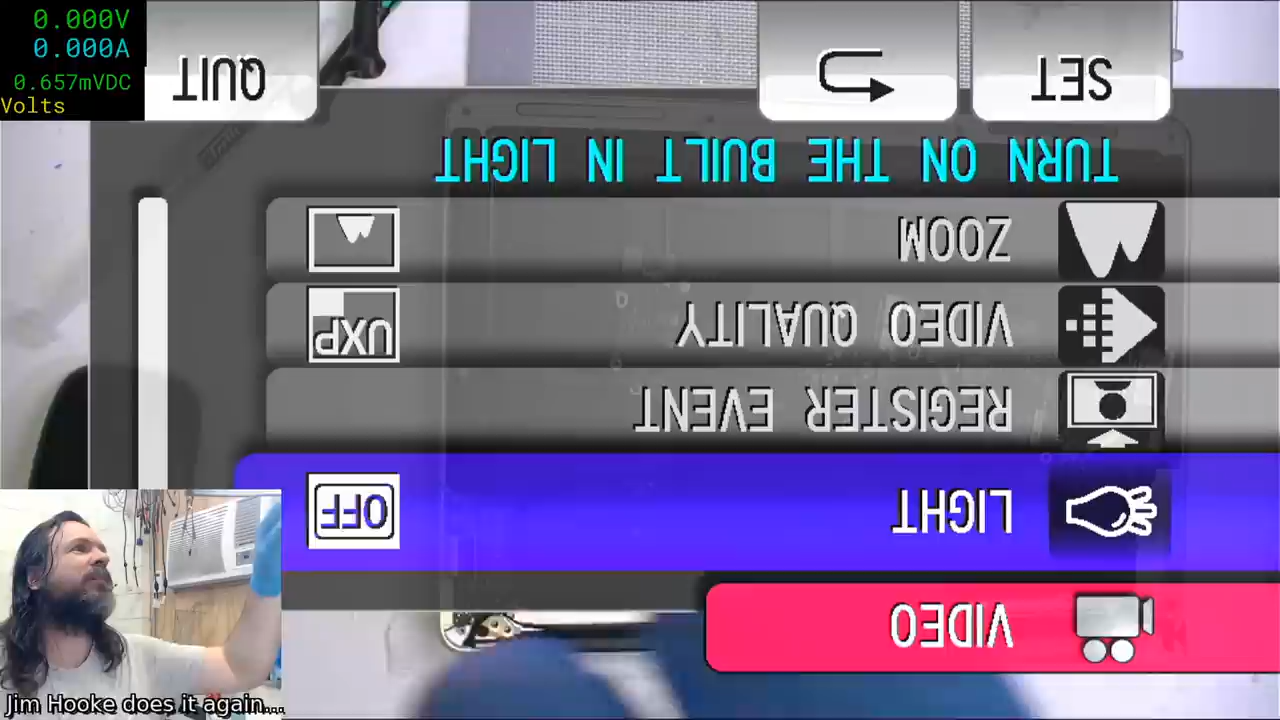 0.000V
0.000A
0.657mVDC
Volts
QUIT
SET
TURN ON THE BUILT IN LIGHT
ZOOM
VIDEO QUALITY
UXP
REGISTER EVENT
LIGHT
OFF
VIDEO
Jim Hooke does it again...